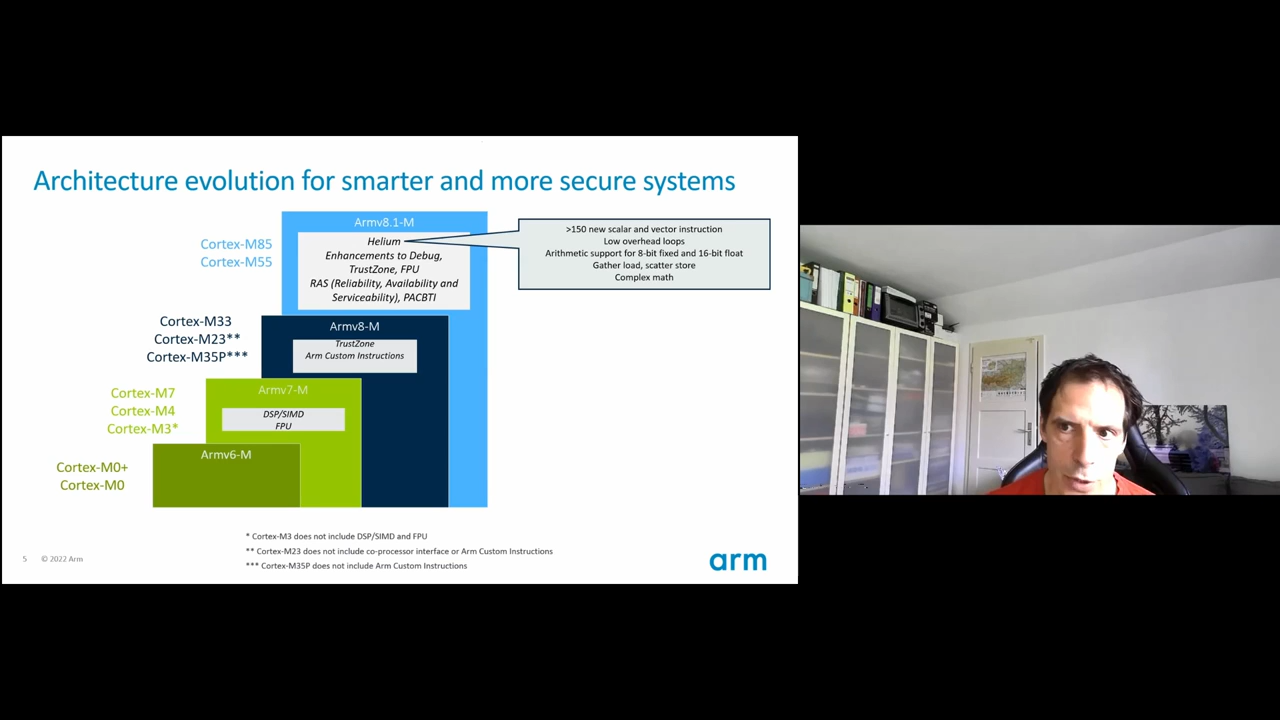 Architecture evolution for smarter and more secure systems
Armv8.1-M
Cortex-M85
Cortex-M55
Helium
Enhancements to Debug,
TrustZone, FPU
RAS (Reliability, Availability and
Serviceability), PACBTI
>150 new scalar and vector instruction
Low overhead loops
Arithmetic support for 8-bit fixed and 16-bit float
Gather load, scatter store
Complex math
Cortex-M33
Cortex-M23**
Cortex-M35P***
Armv8-M
TrustZone
Arm Custom Instructions
Cortex-M7
Cortex-M4
Cortex-M3*
Armv7-M
DSP/SIMD
FPU
Cortex-M0+
Cortex-M0
Armv6-M
* Cortex-M3 does not include DSP/SIMD and FPU
** Cortex-M23 does not include co-processor interface or Arm Custom Instructions
*** Cortex-M35P does not include Arm Custom Instructions
5 © 2022 Arm
arm